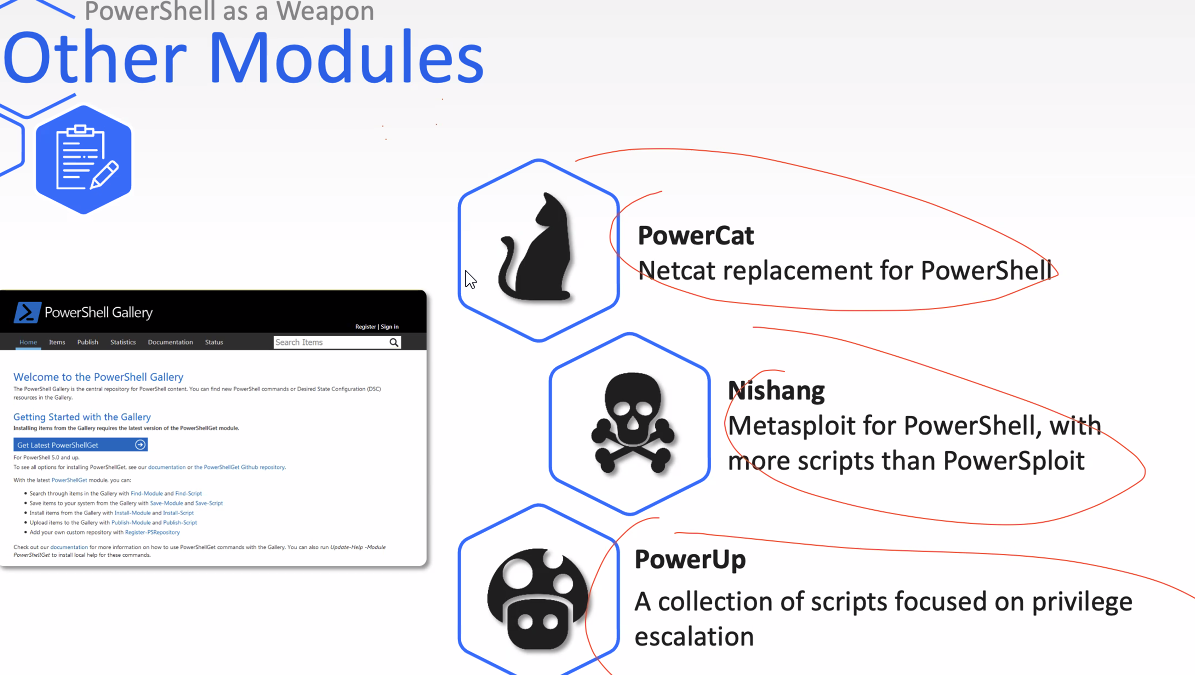 PowerShell as a Weapon
Other Modules
PowerCat
Netcat replacement for PowerShell
Nishang
Metasploit for PowerShell, with
more scripts than PowerSploit
PowerUp
A collection of scripts focused on privilege
escalation
PowerShell Gallery
Register | Sign in
Home Items Publish Statistics Documentation Status Search Items
Welcome to the PowerShell Gallery
The PowerShell Gallery is the central repository for PowerShell content. You can find new PowerShell commands or Desired State Configuration (DSC)
resources in the Gallery.
Getting Started with the Gallery
Installing items from the Gallery requires the latest version of the PowerShellGet module.
Get Latest PowerShellGet
For PowerShell 5.0 and up.
To see all options for installing PowerShellGet, see our documentation or the PowerShellGet Github repository.
With the latest PowerShellGet module, you can:
• Search through items in the Gallery with Find-Module and Find-Script
• Save items to your system from the Gallery with Save-Module and Save-Script
• Install items from the Gallery with Install-Module and Install-Script
• Upload items to the Gallery with Publish-Module and Publish-Script
• Add your own custom repository with Register-PSRepository
Check out our documentation for more information on how to use PowerShellGet commands with the Gallery. You can also run Update-Help -Module
PowerShellGet to install local help for these commands.